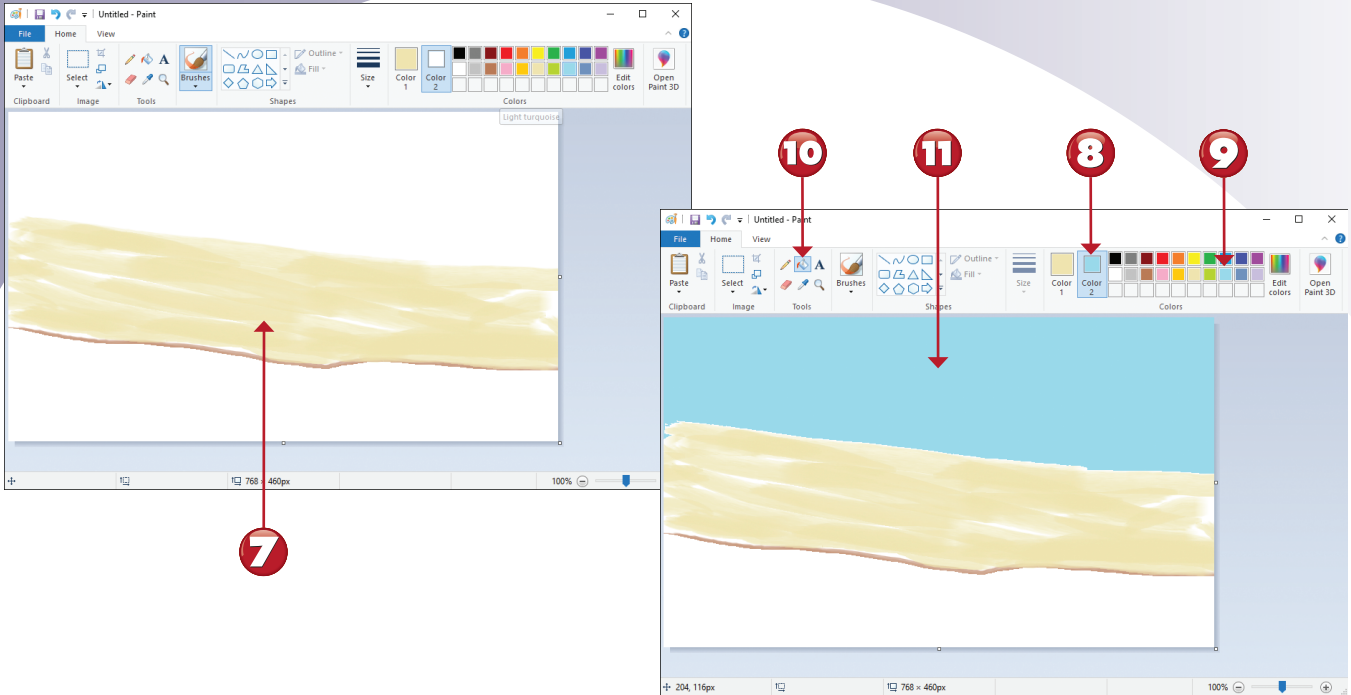 Untitled - Paint
File Home View
Outline
Fill
Paste Select Brushes Size Color 1 Color 2 Edit colors Open Paint 3D
Clipboard Image Tools Shapes Colors
Light turquoise
768 × 460px 100%
7
10 11 8 9
Untitled - Paint
File Home View
A
Outline
Fill
Paste Select Brushes Size Color 1 Color 2 Edit colors Open Paint 3D
Clipboard Image Tools Shapes Colors
204, 116px 768 × 460px 100%